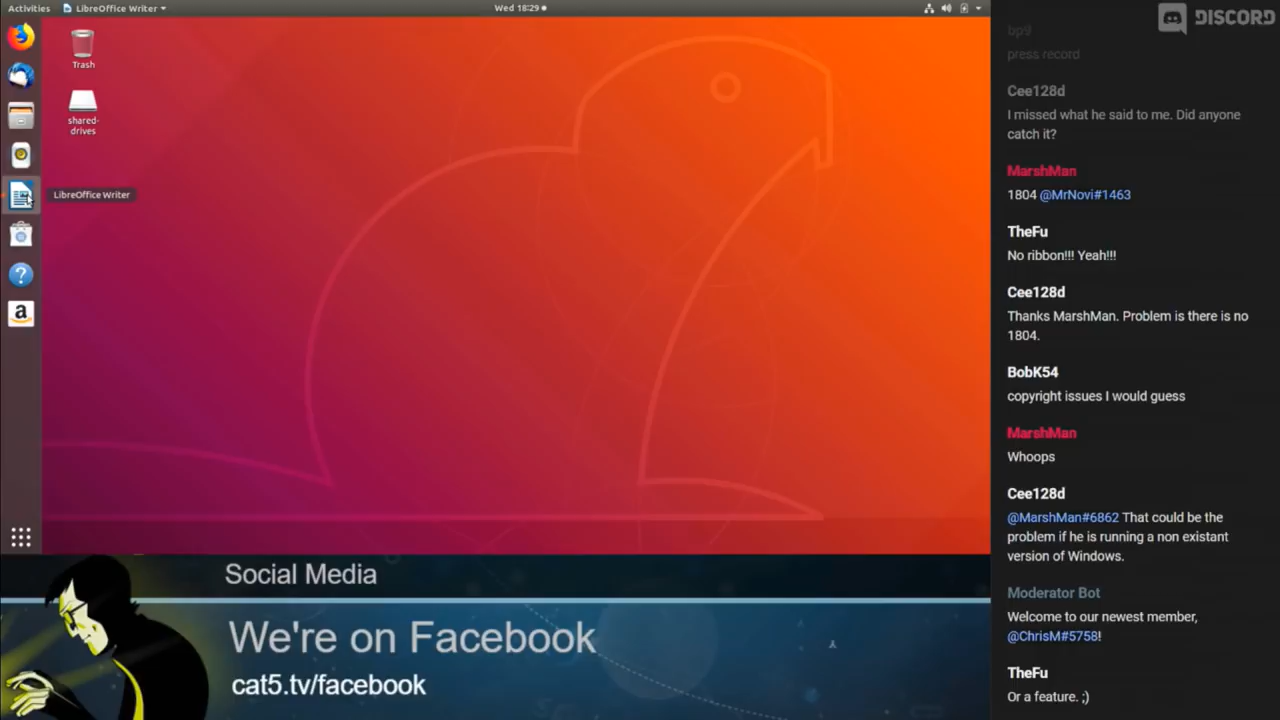 Activities
LibreOffice Writer
Wed 18:29
Trash
shared-
drives
LibreOffice Writer
a
?
Social Media
We're on Facebook
cat5.tv/facebook
DISCORD
bp9
press record
Cee128d
I missed what he said to me. Did anyone
catch it?
MarshMan
1804 @MrNovi#1463
TheFu
No ribbon!!! Yeah!!!
Cee128d
Thanks MarshMan. Problem is there is no
1804.
BobK54
copyright issues I would guess
MarshMan
Whoops
Cee128d
@MarshMan#6862 That could be the
problem if he is running a non existant
version of Windows.
Moderator Bot
Welcome to our newest member,
@ChrisM#5758!
TheFu
Or a feature. ;)